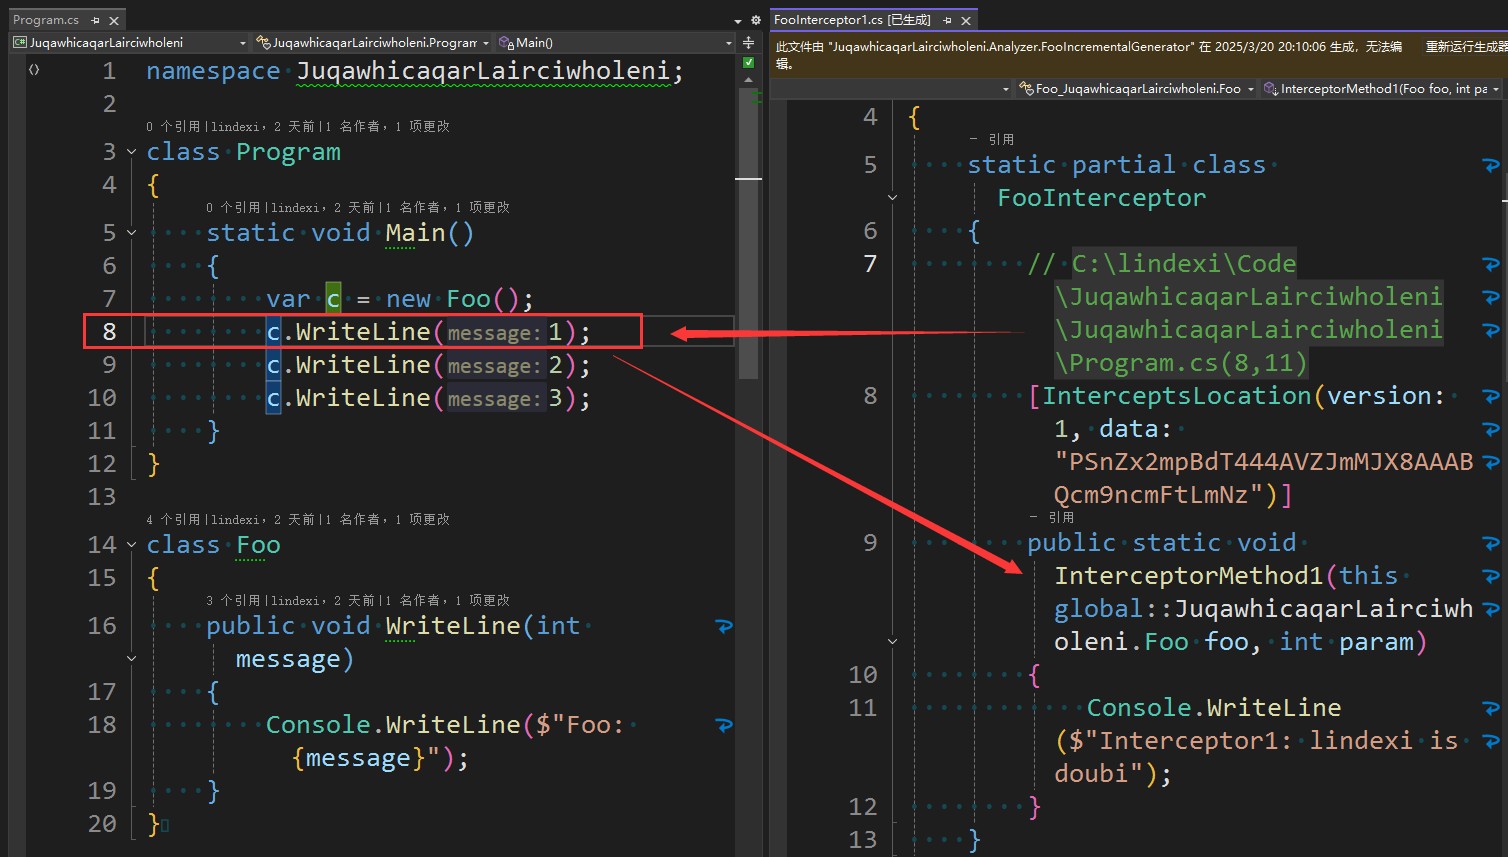 Program.cs
JuqawhicaqarLairciwholeni
JuqawhicaqarLairciwholeni.Program
Main()
1 namespace JuqawhicaqarLairciwholeni;
2
0 个引用|lindexi，2 天前|1 名作者，1 项更改
3 class Program
4 {
0 个引用|lindexi，2 天前|1 名作者，1 项更改
5 static void Main()
6 {
7 var c = new Foo();
8 c.WriteLine(message:1);
9 c.WriteLine(message:2);
10 c.WriteLine(message:3);
11 }
12 }
13
4 个引用|lindexi，2 天前|1 名作者，1 项更改
14 class Foo
15 {
3 个引用|lindexi，2 天前|1 名作者，1 项更改
16 public void WriteLine(int
message)
17 {
18 Console.WriteLine($"Foo:
{message}");
19 }
20 }
FooInterceptor1.cs [已生成]
此文件由 "JuqawhicaqarLairciwholeni.Analyzer.FooIncrementalGenerator" 在 2025/3/20 20:10:06 生成，无法编
辑。
重新运行生成器
Foo_JuqawhicaqarLairciwholeni.Foo
InterceptorMethod1(Foo foo, int pa
4 {
— 引用
5 static partial class
FooInterceptor
6 {
7 // C:\lindexi\Code
\JuqawhicaqarLairciwholeni
\JuqawhicaqarLairciwholeni
\Program.cs(8,11)
8 [InterceptsLocation(version:
1, data:
"PSnZx2mpBdT444AVZJmMJX8AAAB
Qcm9ncmFtLmNz")]
— 引用
9 public static void
InterceptorMethod1(this
global::JuqawhicaqarLairciwh
oleni.Foo foo, int param)
10 {
11 Console.WriteLine
($"Interceptor1: lindexi is
doubi");
12 }
13 }